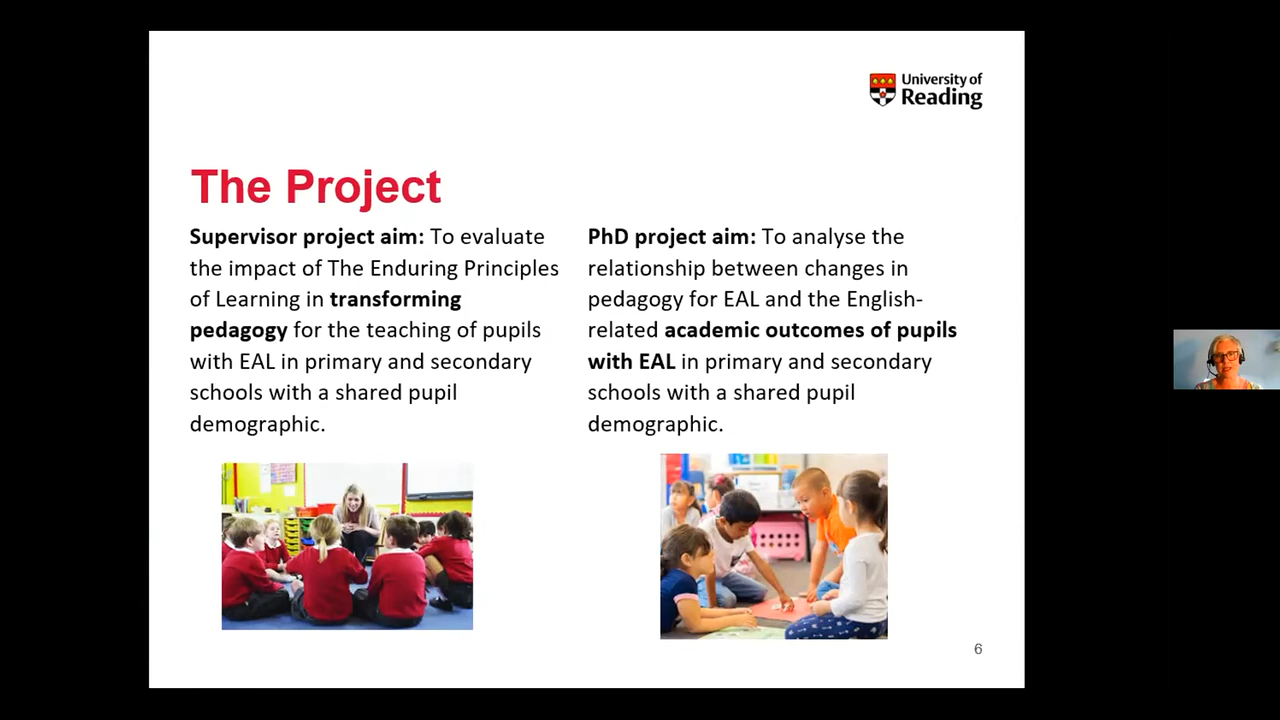 University of
Reading
The Project
Supervisor project aim: To evaluate
the impact of The Enduring Principles
of Learning in transforming
pedagogy for the teaching of pupils
with EAL in primary and secondary
schools with a shared pupil
demographic.
PhD project aim: To analyse the
relationship between changes in
pedagogy for EAL and the English-
related academic outcomes of pupils
with EAL in primary and secondary
schools with a shared pupil
demographic.
6